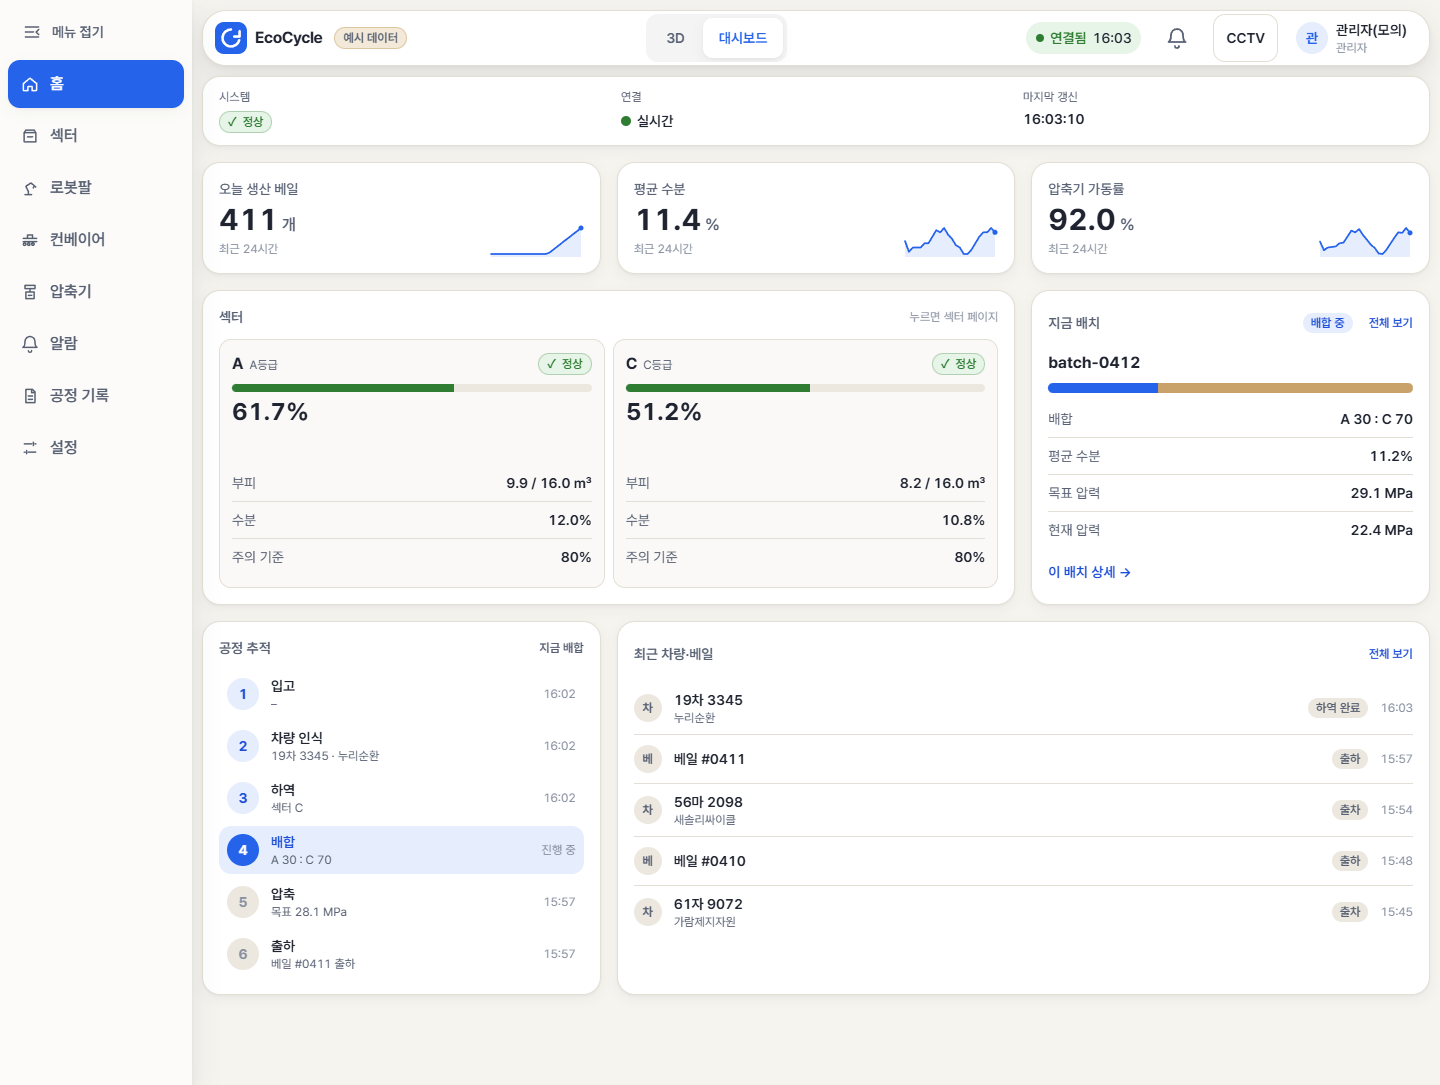 메뉴 접기
홈
섹터
로봇팔
컨베이어
압축기
알람
공정 기록
설정
EcoCycle
예시 데이터
3D
대시보드
연결됨 16:03
CCTV
관
관리자(모의)
관리자
시스템
✓ 정상
연결
실시간
마지막 갱신
16:03:10
오늘 생산 베일
411 개
최근 24시간
평균 수분
11.4 %
최근 24시간
압축기 가동률
92.0 %
최근 24시간
섹터
누르면 섹터 페이지
A A등급
✓ 정상
61.7%
부피 9.9 / 16.0 m³
수분 12.0%
주의 기준 80%
C C등급
✓ 정상
51.2%
부피 8.2 / 16.0 m³
수분 10.8%
주의 기준 80%
지금 배치
배합 중
전체 보기
batch-0412
배합 A 30 : C 70
평균 수분 11.2%
목표 압력 29.1 MPa
현재 압력 22.4 MPa
이 배치 상세 →
공정 추적
지금 배합
1 입고 16:02
–
2 차량 인식 16:02
19차 3345 · 누리순환
3 하역 16:02
섹터 C
4 배합 진행 중
A 30 : C 70
5 압축 15:57
목표 28.1 MPa
6 출하 15:57
베일 #0411 출하
최근 차량·베일
전체 보기
차 19차 3345 하역 완료 16:03
누리순환
베 베일 #0411 출하 15:57
차 56마 2098 출차 15:54
새솔리싸이클
베 베일 #0410 출하 15:48
차 61자 9072 출차 15:45
가람제지자원